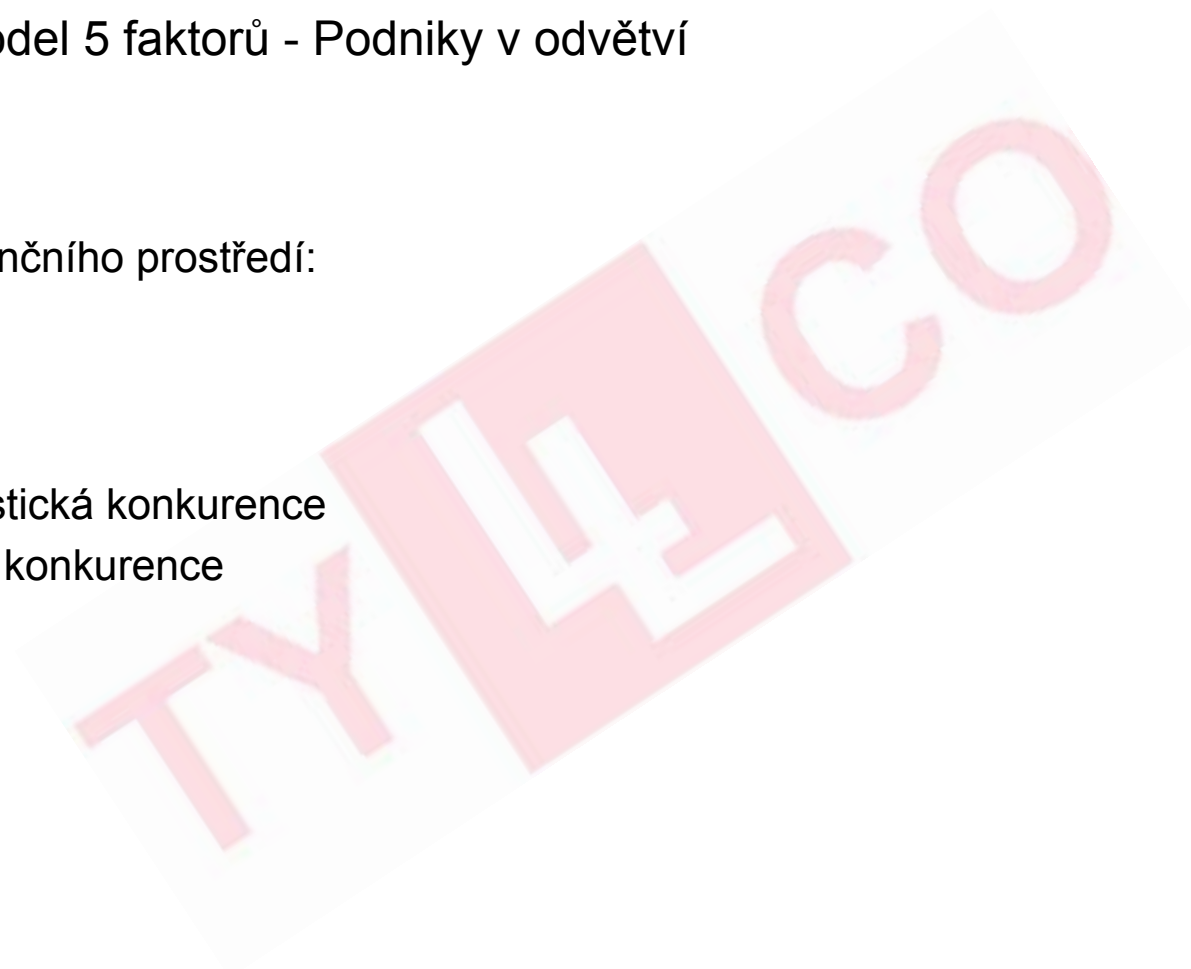 odel 5 faktorů - Podniky v odvětví
nčního prostředí:
stická konkurence
konkurence
TY CO